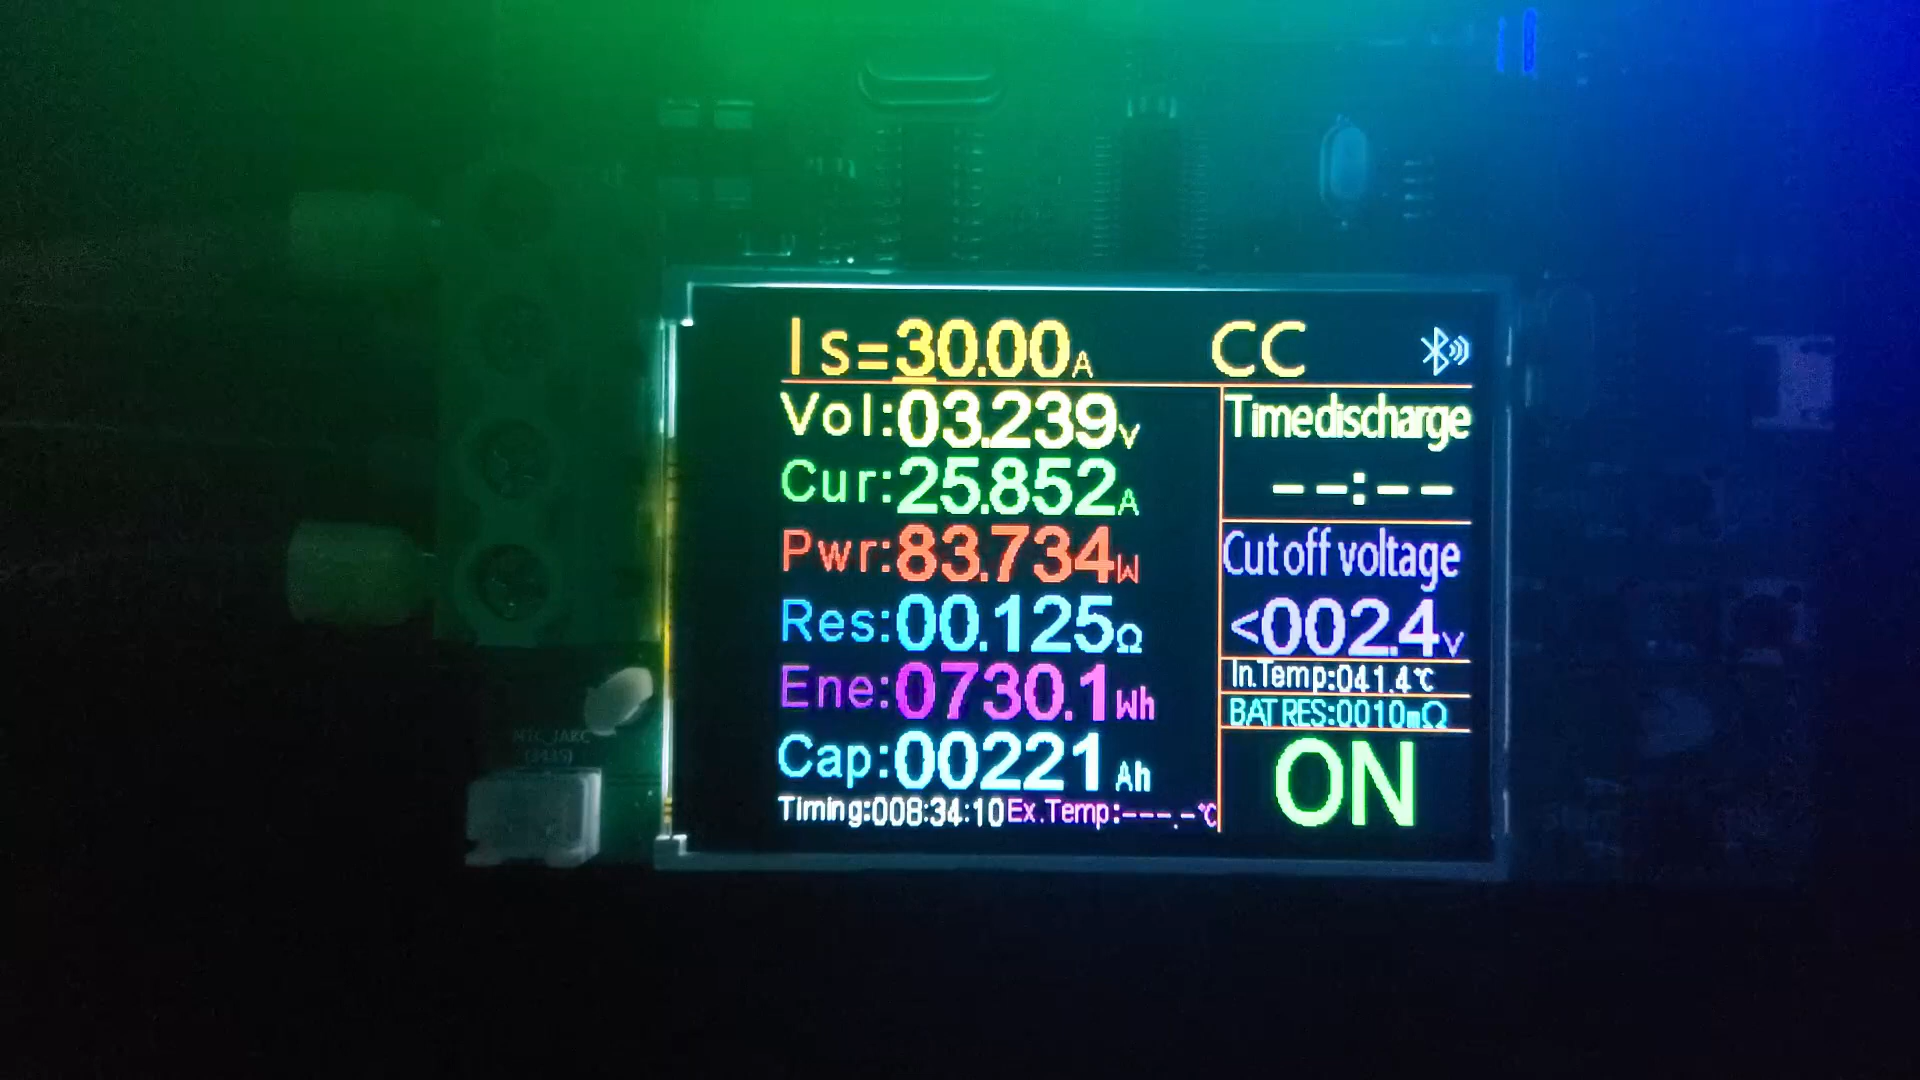 Is=30.00A CC
Vol:03.239V
Cur:25.852A
Pwr:83.734W
Res:00.125Ω
Ene:0730.1Wh
Cap:00221Ah
Timing:008:34:10 Ex.Temp:---.-℃
Timedischarge
--:--
Cutoff voltage
<002.4V
In.Temp:041.4℃
BAT RES:0010mΩ
ON